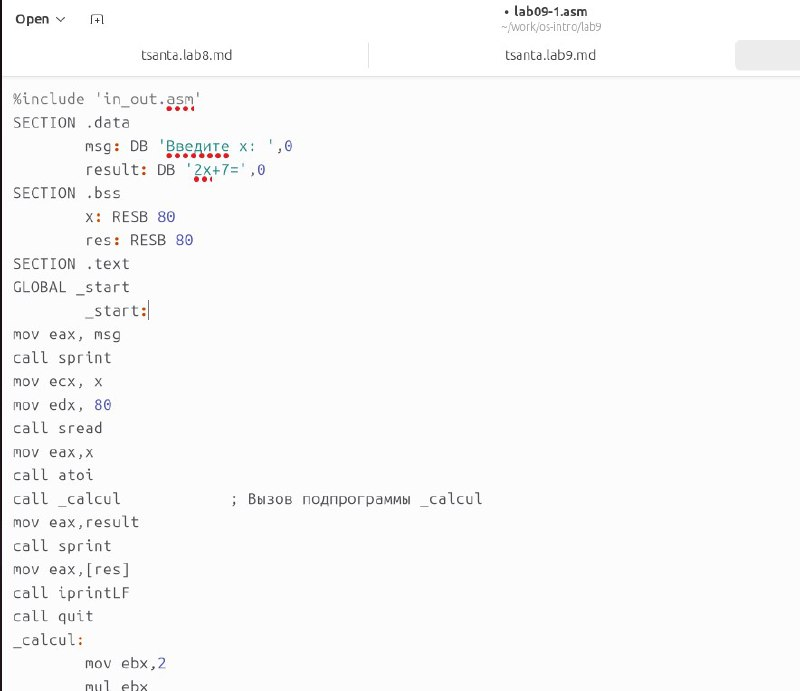 Open
• lab09-1.asm
~/work/os-intro/lab9
tsanta.lab8.md
tsanta.lab9.md
%include 'in_out.asm'
SECTION .data
msg: DB 'Введите x: ',0
result: DB '2x+7=',0
SECTION .bss
x: RESB 80
res: RESB 80
SECTION .text
GLOBAL _start
_start:
mov eax, msg
call sprint
mov ecx, x
mov edx, 80
call sread
mov eax,x
call atoi
call _calcul ; Вызов подпрограммы _calcul
mov eax,result
call sprint
mov eax,[res]
call iprintLF
call quit
_calcul:
mov ebx,2
mul ebx